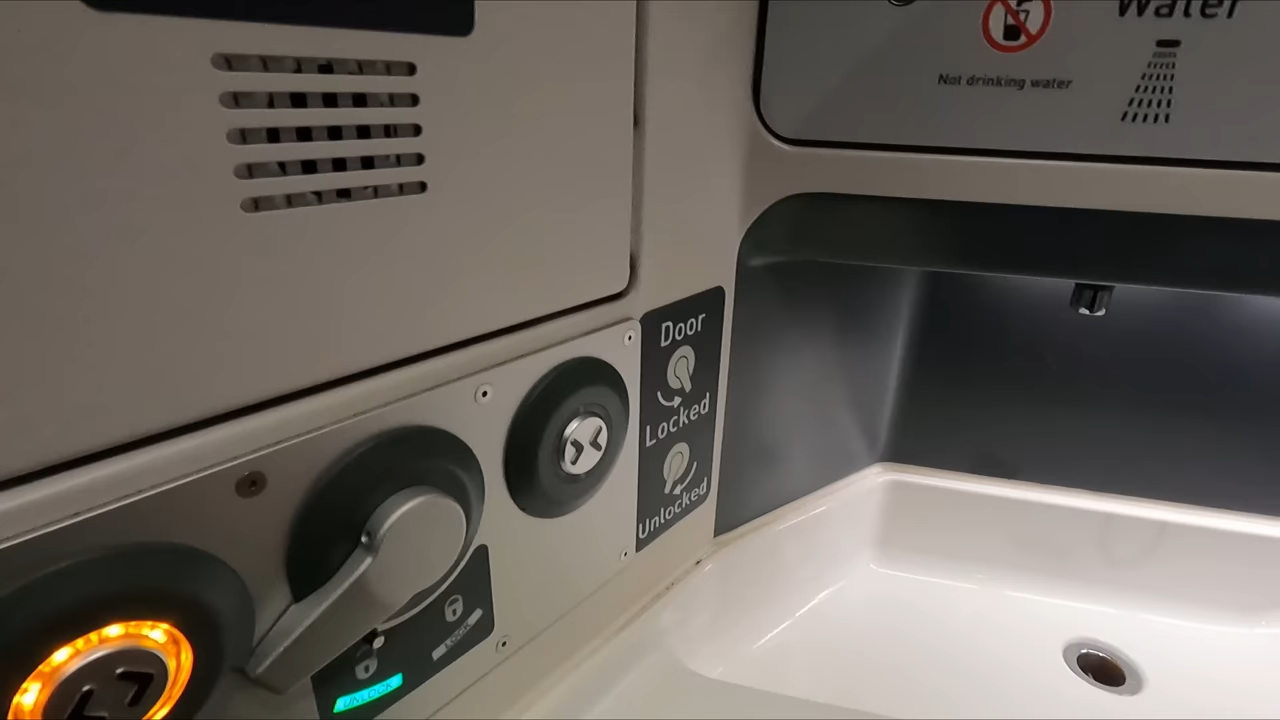 Water
Not drinking water
Door
Locked
Unlocked
LOCK
UNLOCK